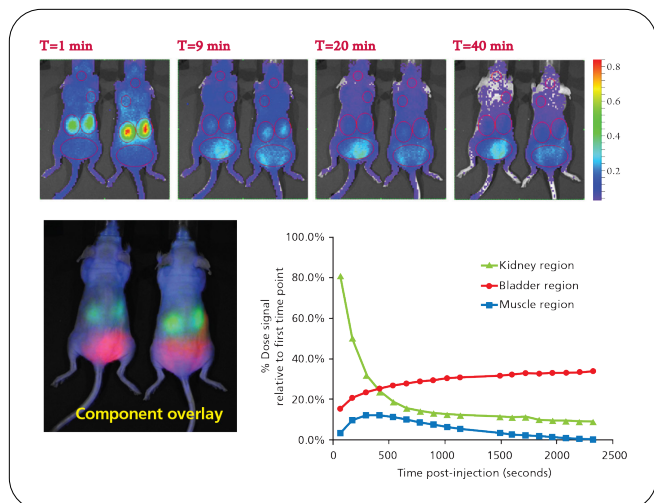 T=1 min
T=9 min
T=20 min
T=40 min
0.8
0.6
0.4
0.2
Component overlay
100.0%
80.0%
60.0%
40.0%
20.0%
0.0%
% Dose signal
relative to first time point
Kidney region
Bladder region
Muscle region
0 500 1000 1500 2000 2500
Time post-injection (seconds)